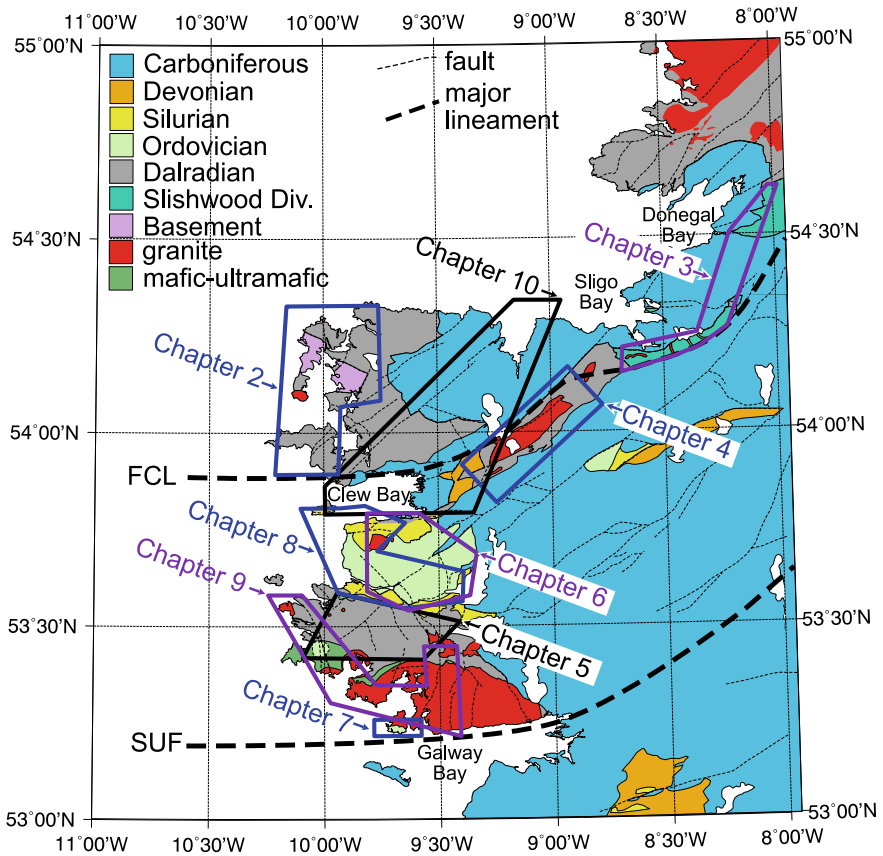 10°00'W
9°30'W
9°00'W
8°30'W
8°00'W
55°00'N
55°00'N
Carboniferous
Devonian
Silurian
Ordovician
Dalradian
Slishwood Div.
Basement
granite
mafic-ultramafic
fault
major
lineament
Donegal
Bay
54°30'N
54°30'N
Chapter 3
Chapter 10
Sligo
Bay
Chapter 2
54°00'N
54°00'N
Chapter 4
FCL
Clew Bay
Chapter 8
Chapter 9
Chapter 6
53°30'N
53°30'N
Chapter 5
Chapter 7
SUF
Galway
Bay
53°00'N
53°00'N
11°00'W
10°30'W
10°00'W
9°30'W
9°00'W
8°30'W
8°00'W